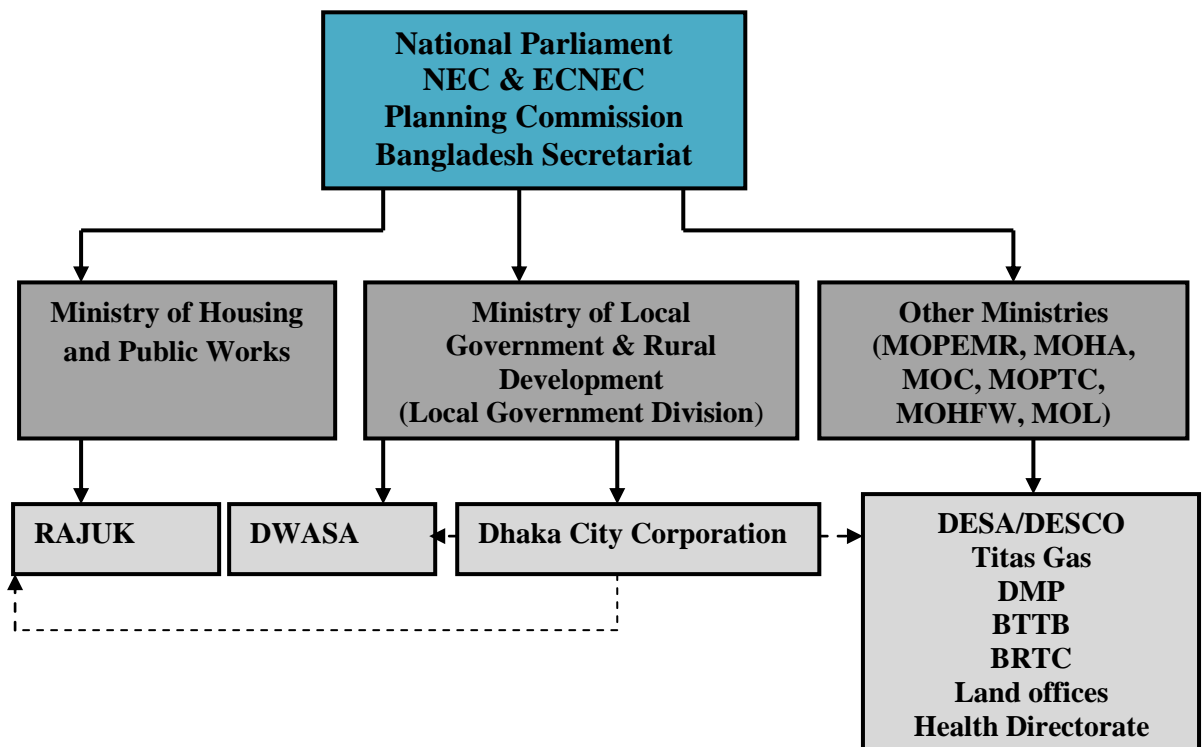 National Parliament
NEC & ECNEC
Planning Commission
Bangladesh Secretariat
Ministry of Housing
and Public Works
Ministry of Local
Government & Rural
Development
(Local Government Division)
Other Ministries
(MOPEMR, MOHA,
MOC, MOPTC,
MOHFW, MOL)
RAJUK
DWASA
Dhaka City Corporation
DESA/DESCO
Titas Gas
DMP
BTTB
BRTC
Land offices
Health Directorate